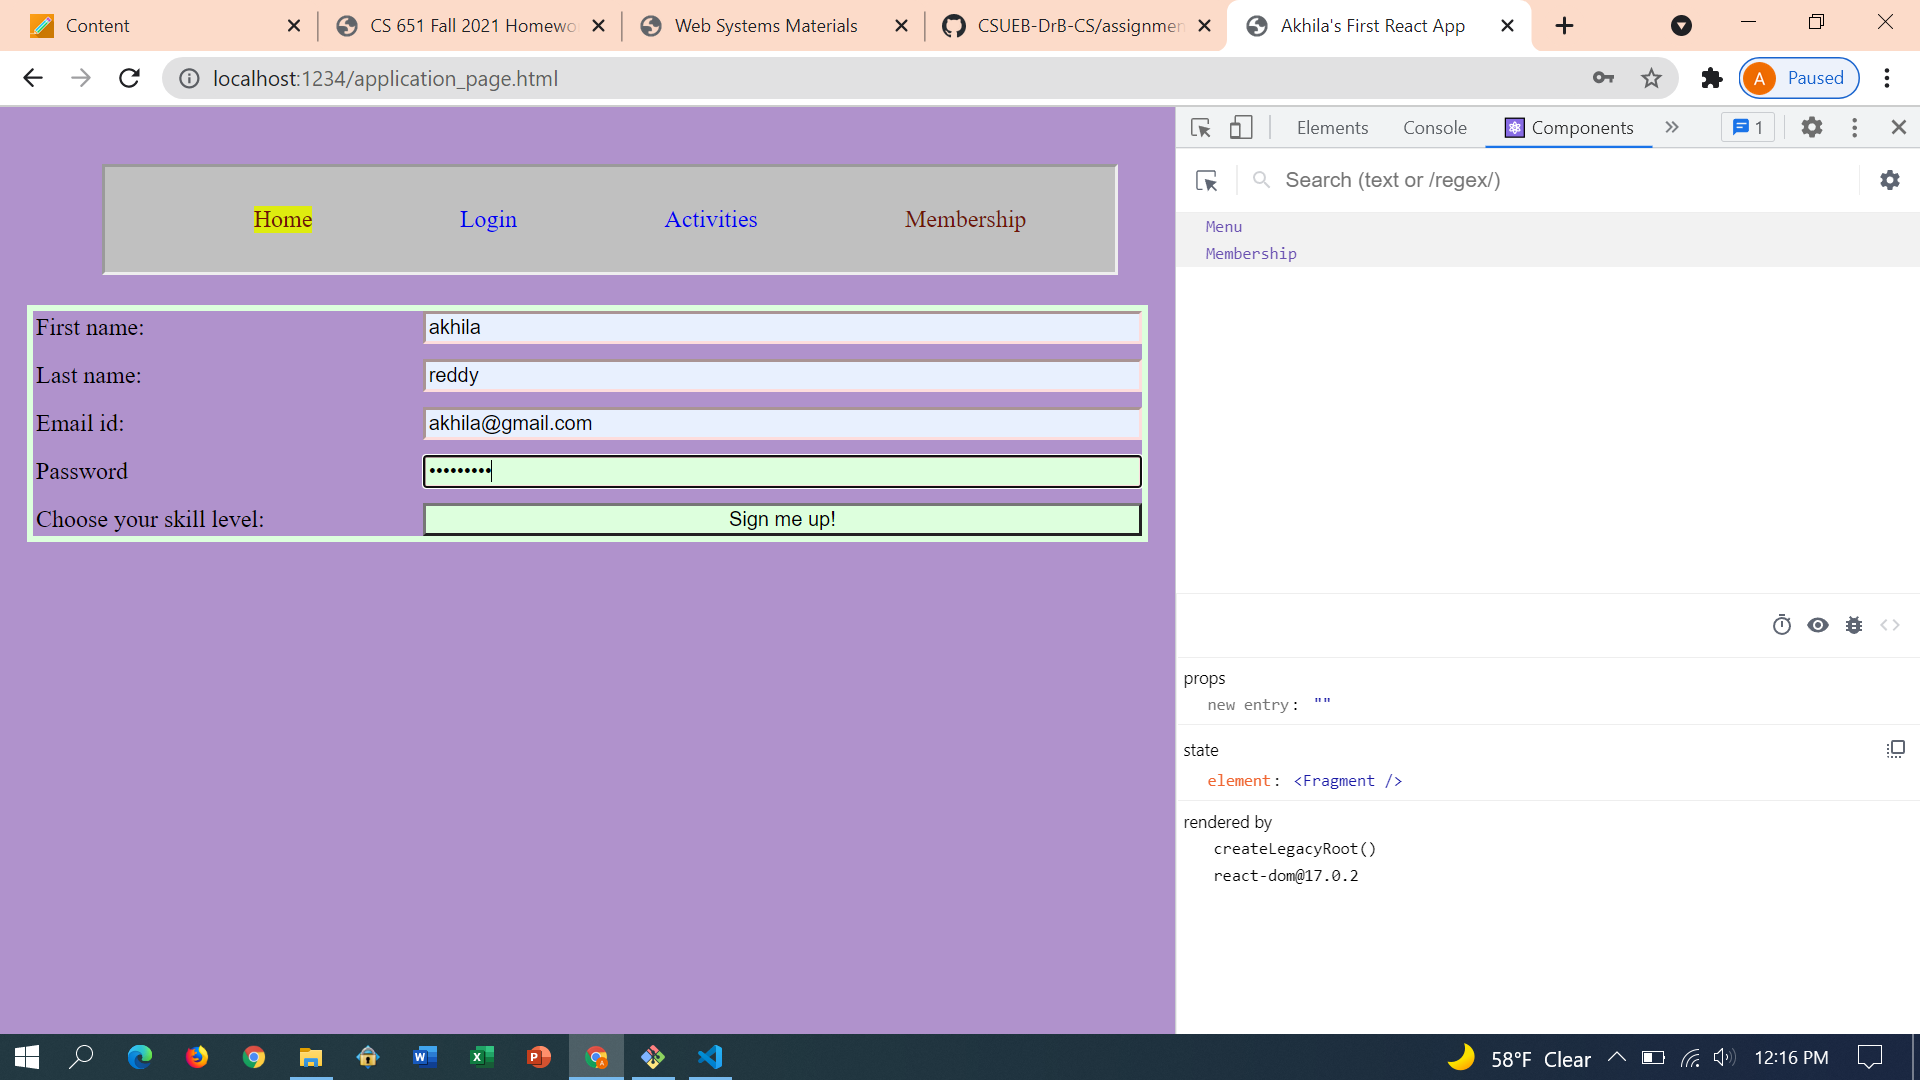 Content
CS 651 Fall 2021 Homewo
Web Systems Materials
CSUEB-DrB-CS/assignmen
Akhila's First React App
localhost:1234/application_page.html
A Paused
Elements Console Components » 1
Search (text or /regex/)
Home Login Activities Membership
Menu
Membership
First name: akhila
Last name: reddy
Email id: akhila@gmail.com
Password •••••••••
Choose your skill level: Sign me up!
props
new entry: ""
state
element: <Fragment />
rendered by
createLegacyRoot()
react-dom@17.0.2
58°F Clear 12:16 PM